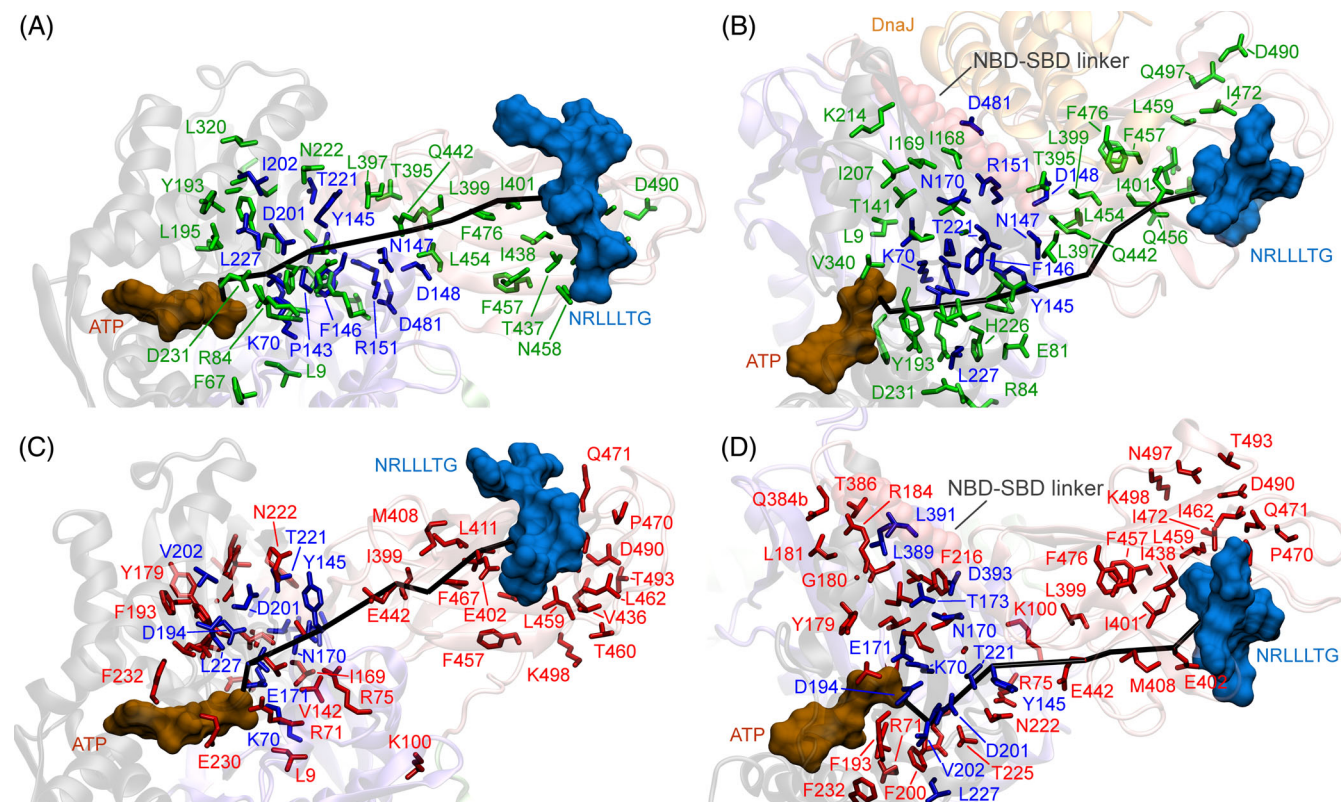 (A)
L320
I202
N222
Y193
L397
T395
Q442
T221
L399
I401
D490
D201
Y145
L195
L227
N147
F476
I438
L454
D148
F457
ATP
F146
D481
T437
NRLLLTG
D231
R84
K70
P143
R151
N458
F67
L9
(B)
DnaJ
NBD-SBD linker
D490
Q497
K214
D481
F476
L459
I472
I169
I168
L399
F457
I207
R151
T395
N170
D148
I401
T141
T221
N147
L454
L9
Q456
K70
L397
Q442
V340
F146
NRLLLTG
Y145
ATP
H226
Y193
E81
L227
D231
R84
(C)
NRLLLTG
Q471
N222
M408
L411
P470
V202
T221
I399
Y179
Y145
D490
F193
D201
T493
E442
F467
E402
L462
D194
L459
V436
L227
N170
F457
T460
F232
I169
K498
E171
R75
V142
ATP
R71
K70
K100
E230
L9
(D)
T493
N497
T386
R184
NBD-SBD linker
D490
Q384b
K498
L391
I462
Q471
I472
L459
L181
L389
F457
F216
F476
I438
P470
G180
D393
L399
T173
K100
Y179
N170
I401
E171
K70
T221
NRLLLTG
D194
R75
E442
M408
E402
ATP
Y145
R71
N222
F193
D201
V202
T225
F232
F200
L227